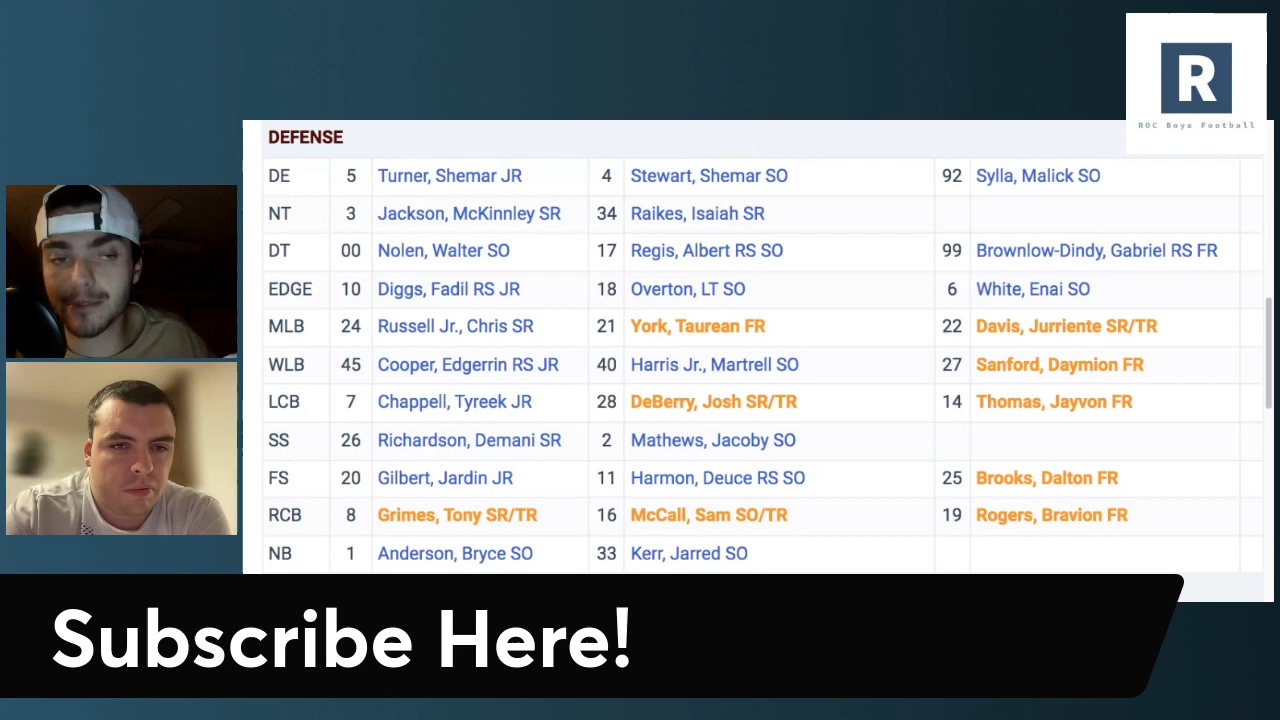 R
ROC Boys Football
DEFENSE
DE 5 Turner, Shemar JR 4 Stewart, Shemar SO 92 Sylla, Malick SO
NT 3 Jackson, McKinnley SR 34 Raikes, Isaiah SR
DT 00 Nolen, Walter SO 17 Regis, Albert RS SO 99 Brownlow-Dindy, Gabriel RS FR
EDGE 10 Diggs, Fadil RS JR 18 Overton, LT SO 6 White, Enai SO
MLB 24 Russell Jr., Chris SR 21 York, Taurean FR 22 Davis, Jurriente SR/TR
WLB 45 Cooper, Edgerrin RS JR 40 Harris Jr., Martrell SO 27 Sanford, Daymion FR
LCB 7 Chappell, Tyreek JR 28 DeBerry, Josh SR/TR 14 Thomas, Jayvon FR
SS 26 Richardson, Demani SR 2 Mathews, Jacoby SO
FS 20 Gilbert, Jardin JR 11 Harmon, Deuce RS SO 25 Brooks, Dalton FR
RCB 8 Grimes, Tony SR/TR 16 McCall, Sam SO/TR 19 Rogers, Bravion FR
NB 1 Anderson, Bryce SO 33 Kerr, Jarred SO
Subscribe Here!